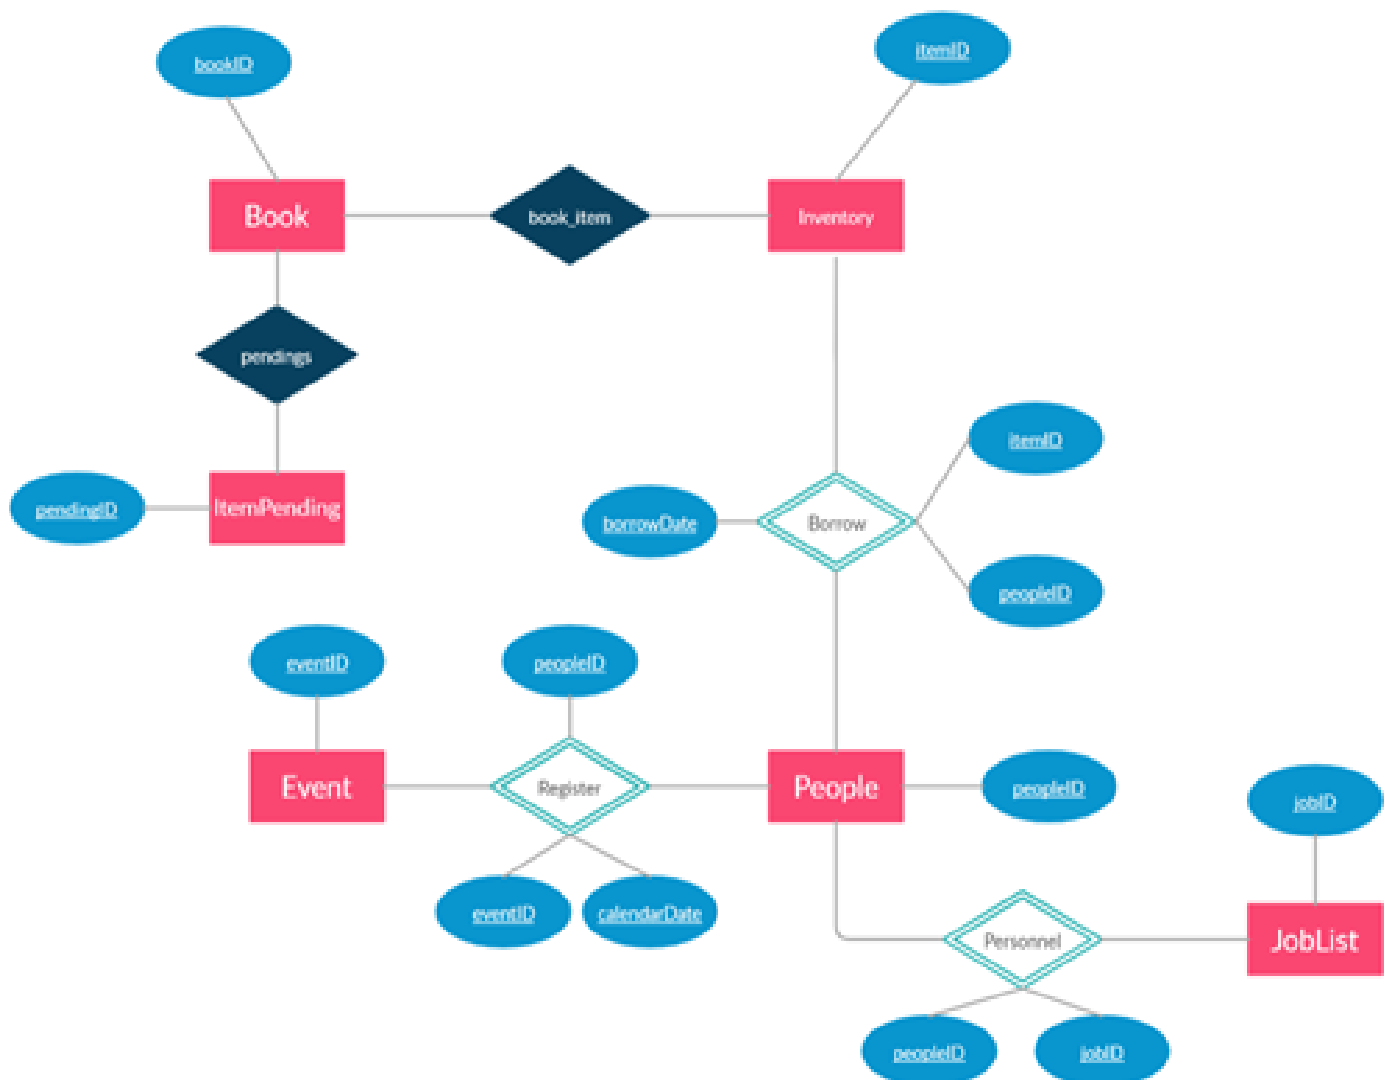 itemID
bookID
Book
book_item
Inventory
pendings
itemID
pendingID
ItemPending
borrowDate
Borrow
peopleID
eventID
peopleID
Event
Register
People
peopleID
jobID
eventID
calendarDate
Personnel
JobList
peopleID
jobID